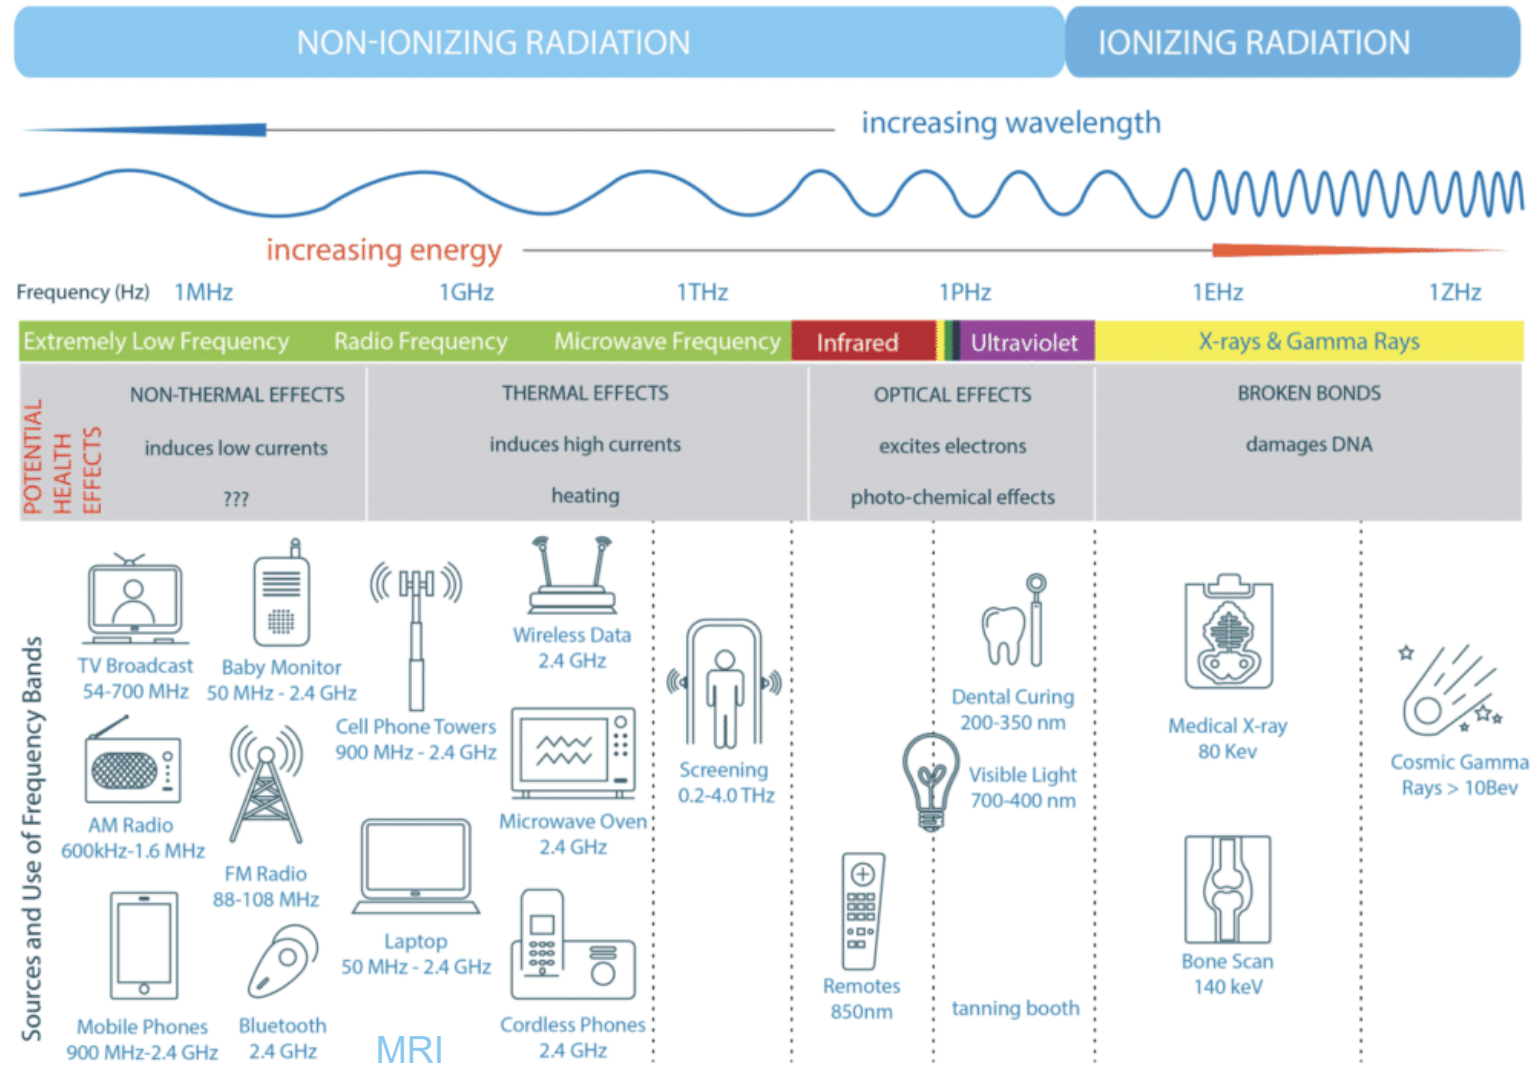 NON-IONIZING RADIATION
IONIZING RADIATION
increasing wavelength
increasing energy
Frequency (Hz) 1MHz 1GHz 1THz 1PHz 1EHz 1ZHz
Extremely Low Frequency Radio Frequency Microwave Frequency Infrared Ultraviolet X-rays & Gamma Rays
POTENTIAL
HEALTH
EFFECTS
NON-THERMAL EFFECTS
induces low currents
???
THERMAL EFFECTS
induces high currents
heating
OPTICAL EFFECTS
excites electrons
photo-chemical effects
BROKEN BONDS
damages DNA
Sources and Use of Frequency Bands
TV Broadcast
54-700 MHz
Baby Monitor
50 MHz - 2.4 GHz
AM Radio
600kHz-1.6 MHz
FM Radio
88-108 MHz
Mobile Phones
900 MHz-2.4 GHz
Bluetooth
2.4 GHz
Cell Phone Towers
900 MHz - 2.4 GHz
Laptop
50 MHz - 2.4 GHz
MRI
Wireless Data
2.4 GHz
Microwave Oven
2.4 GHz
Cordless Phones
2.4 GHz
Screening
0.2-4.0 THz
Remotes
850nm
Dental Curing
200-350 nm
Visible Light
700-400 nm
tanning booth
Medical X-ray
80 Kev
Bone Scan
140 keV
Cosmic Gamma
Rays > 10Bev